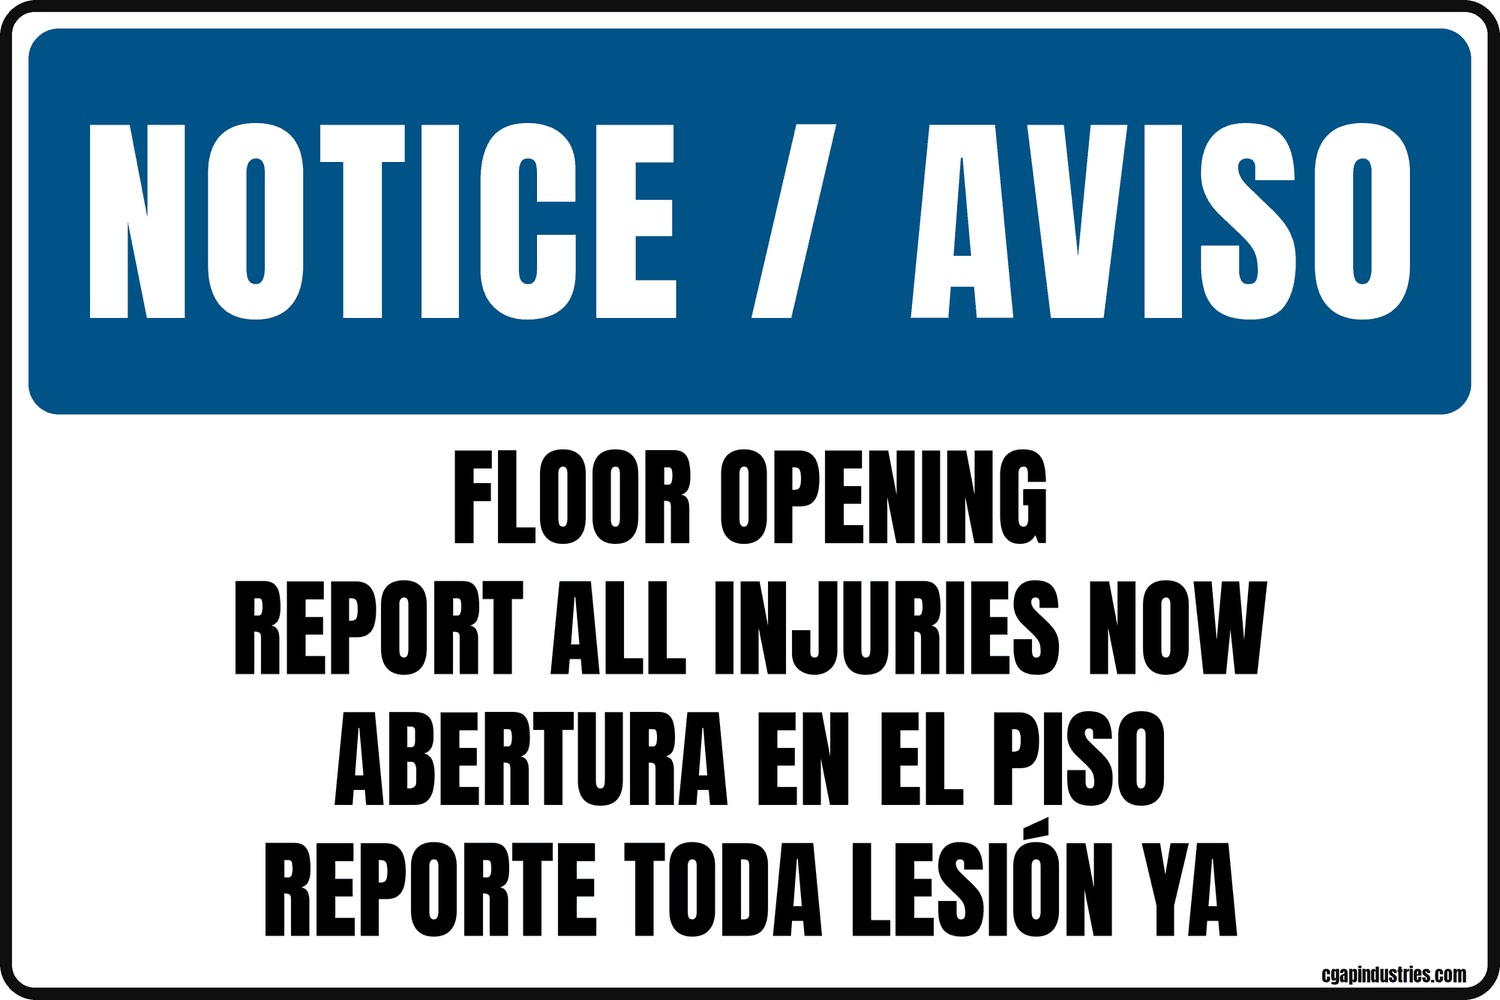 NOTICE / AVISO
FLOOR OPENING
REPORT ALL INJURIES NOW
ABERTURA EN EL PISO
REPORTE TODA LESIÓN YA
cgapindustries.com